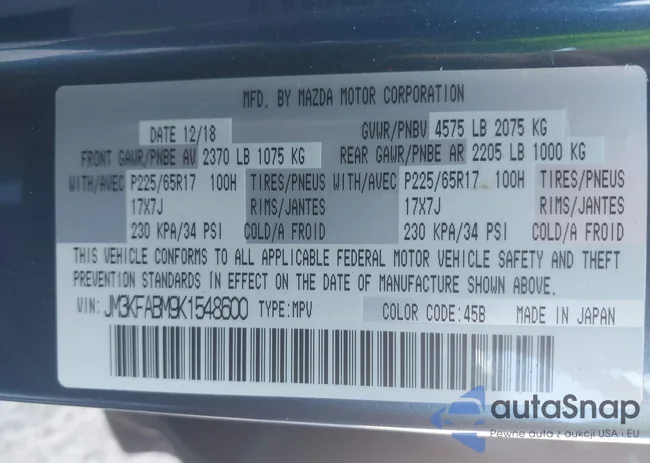 MFD. BY MAZDA MOTOR CORPORATION
DATE 12/18 GVWR/PNBV 4575 LB 2075 KG
FRONT GAWR/PNBE AV 2370 LB 1075 KG REAR GAWR/PNBE AR 2205 LB 1000 KG
WITH/AVEC P225/65R17 100H TIRES/PNEUS WITH/AVEC P225/65R17 100H TIRES/PNEUS
17X7J RIMS/JANTES 17X7J RIMS/JANTES
230 KPA/34 PSI COLD/A FROID 230 KPA/34 PSI COLD/A FROID
THIS VEHICLE CONFORMS TO ALL APPLICABLE FEDERAL MOTOR VEHICLE SAFETY AND THEFT
PREVENTION STANDARDS IN EFFECT ON THE DATE OF MANUFACTURE SHOWN ABOVE.
VIN: JM3KFABM9K1548600 TYPE: MPV COLOR CODE: 45B MADE IN JAPAN
autoSnap
Pewne auta z aukcji USA i EU